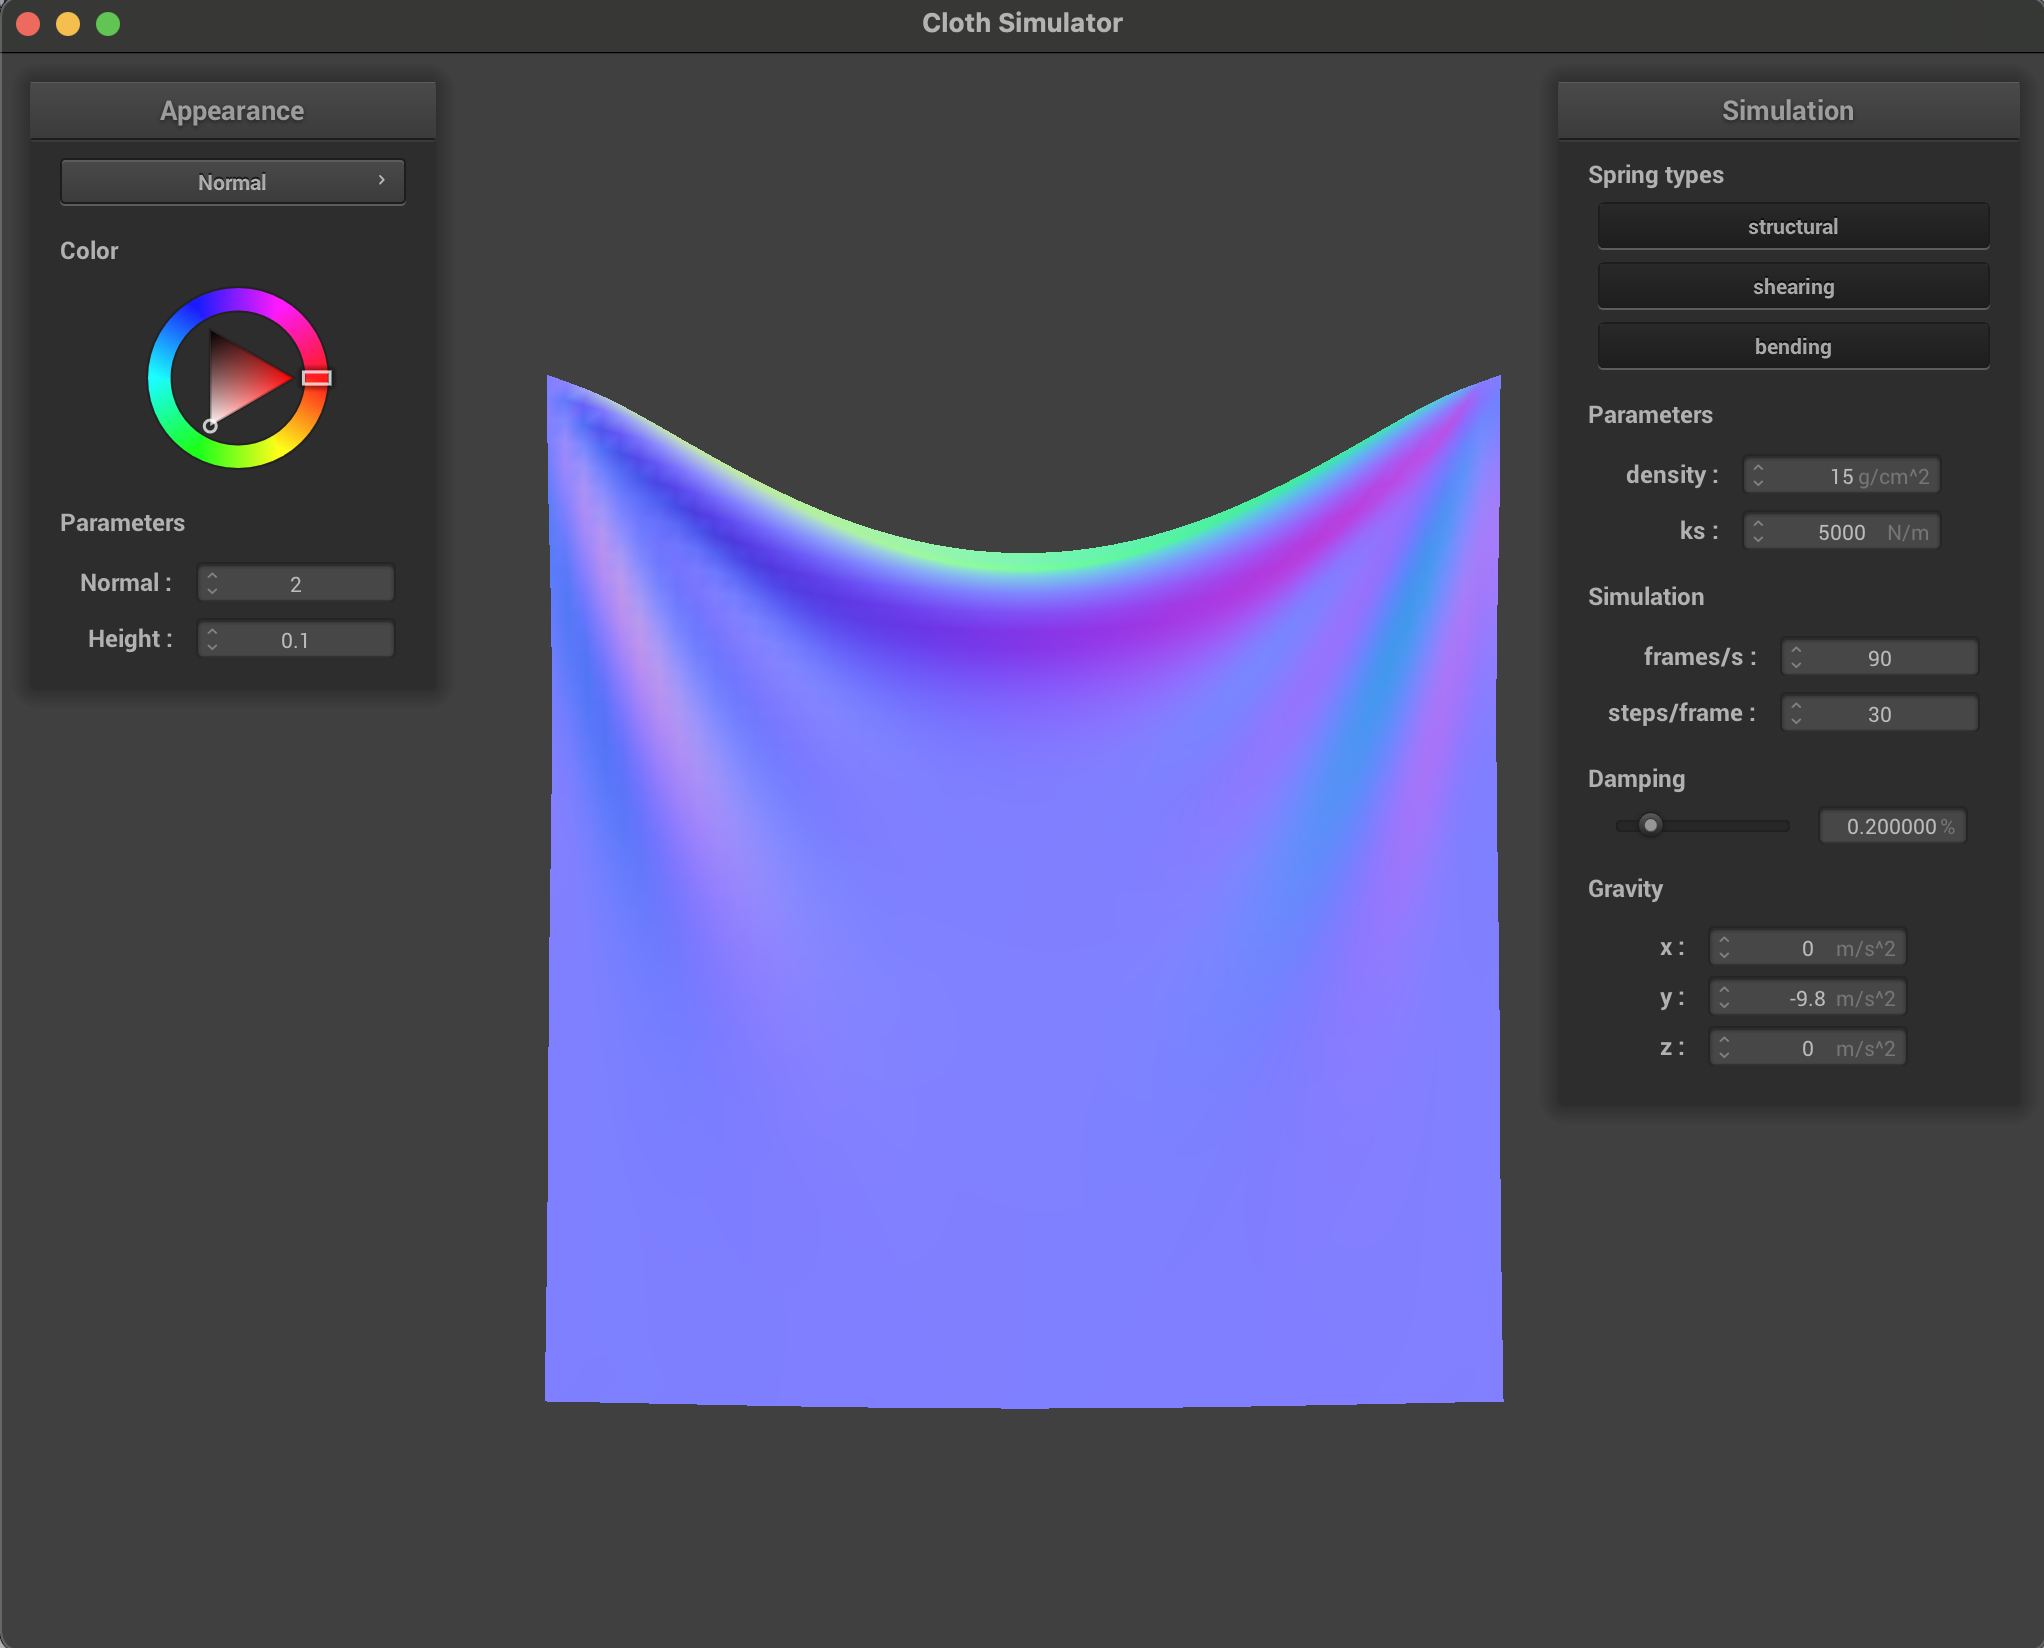 Cloth Simulator
Appearance
Normal
Color
Parameters
Normal : 2
Height : 0.1
Simulation
Spring types
structural
shearing
bending
Parameters
density : 15 g/cm^2
ks : 5000 N/m
Simulation
frames/s : 90
steps/frame : 30
Damping
0.200000 %
Gravity
x : 0 m/s^2
y : -9.8 m/s^2
z : 0 m/s^2